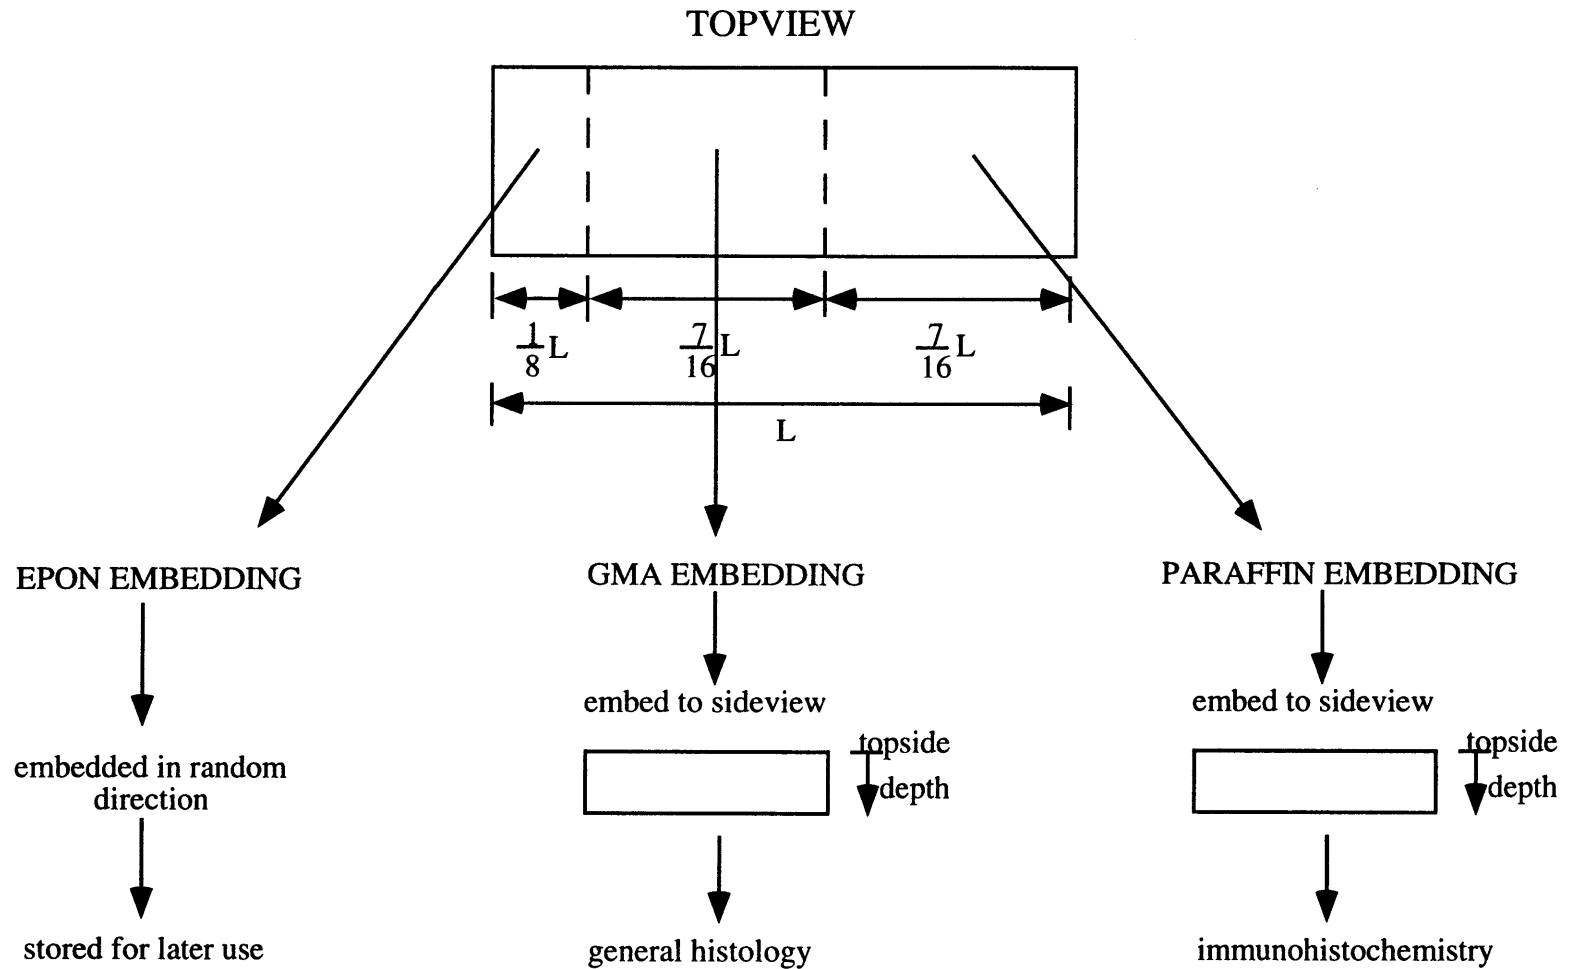 TOPVIEW
1/8 L
7/16 L
7/16 L
L
EPON EMBEDDING
GMA EMBEDDING
PARAFFIN EMBEDDING
embed to sideview
embed to sideview
topside
topside
embedded in random
direction
depth
depth
stored for later use
general histology
immunohistochemistry